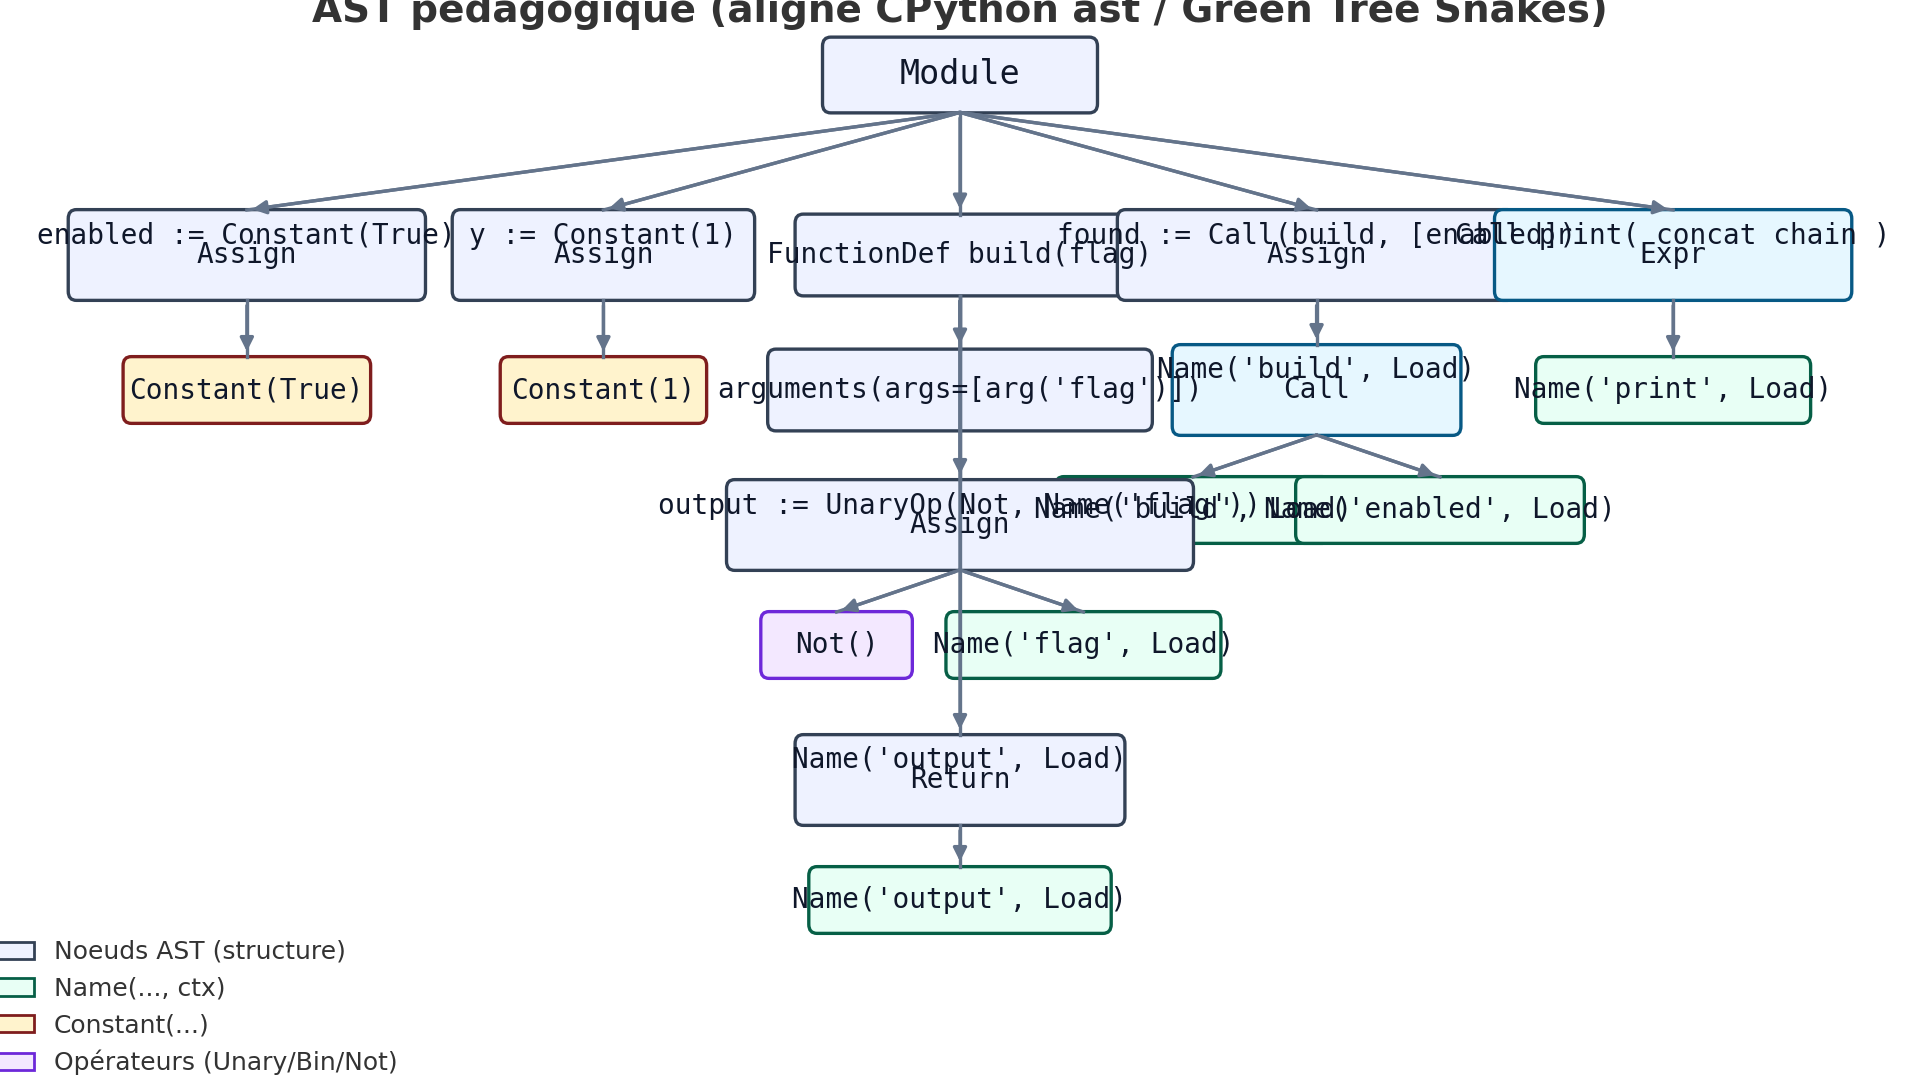 AST pédagogique (aligné CPython ast / Green Tree Snakes)
Module
enabled := Constant(True)
Assign
y := Constant(1)
Assign
FunctionDef build(flag)
found := Call(build, [enabled])
Assign
Call print( concat chain )
Expr
Constant(True)
Constant(1)
arguments(args=[arg('flag')])
Name('build', Load)
Call
Name('print', Load)
output := UnaryOp(Not, Name('flag'))
Assign
Name('build', Load)
Name('enabled', Load)
Not()
Name('flag', Load)
Name('output', Load)
Return
Name('output', Load)
Noeuds AST (structure)
Name(..., ctx)
Constant(...)
Opérateurs (Unary/Bin/Not)